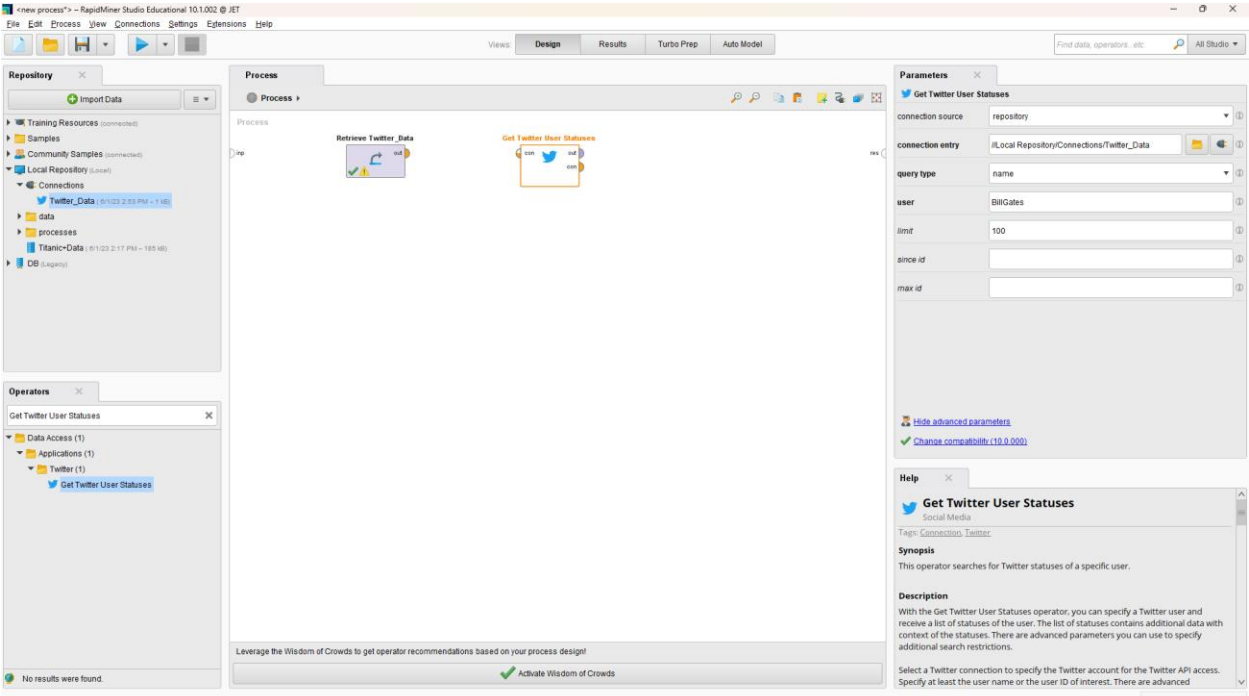 <new process*> – RapidMiner Studio Educational 10.1.002 @ JET
File Edit Process View Connections Settings Extensions Help
Views: Design Results Turbo Prep Auto Model
Find data, operators...etc
All Studio
Repository
Import Data
Training Resources (connected)
Samples
Community Samples (connected)
Local Repository (Local)
Connections
Twitter_Data (6/1/23 2:53 PM – 1 kB)
data
processes
Titanic+Data (6/1/23 2:17 PM – 185 kB)
DB (Legacy)
Operators
Get Twitter User Statuses
Data Access (1)
Applications (1)
Twitter (1)
Get Twitter User Statuses
No results were found.
Process
Process
Process
Retrieve Twitter_Data
Get Twitter User Statuses
inp
out
con
out
con
res
Leverage the Wisdom of Crowds to get operator recommendations based on your process design!
Activate Wisdom of Crowds
Parameters
Get Twitter User Statuses
connection source repository
connection entry //Local Repository/Connections/Twitter_Data
query type name
user BillGates
limit 100
since id
max id
Hide advanced parameters
Change compatibility (10.0.000)
Help
Get Twitter User Statuses
Social Media
Tags: Connection, Twitter
Synopsis
This operator searches for Twitter statuses of a specific user.
Description
With the Get Twitter User Statuses operator, you can specify a Twitter user and
receive a list of statuses of the user. The list of statuses contains additional data with
context of the statuses. There are advanced parameters you can use to specify
additional search restrictions.
Select a Twitter connection to specify the Twitter account for the Twitter API access.
Specify at least the user name or the user ID of interest. There are advanced